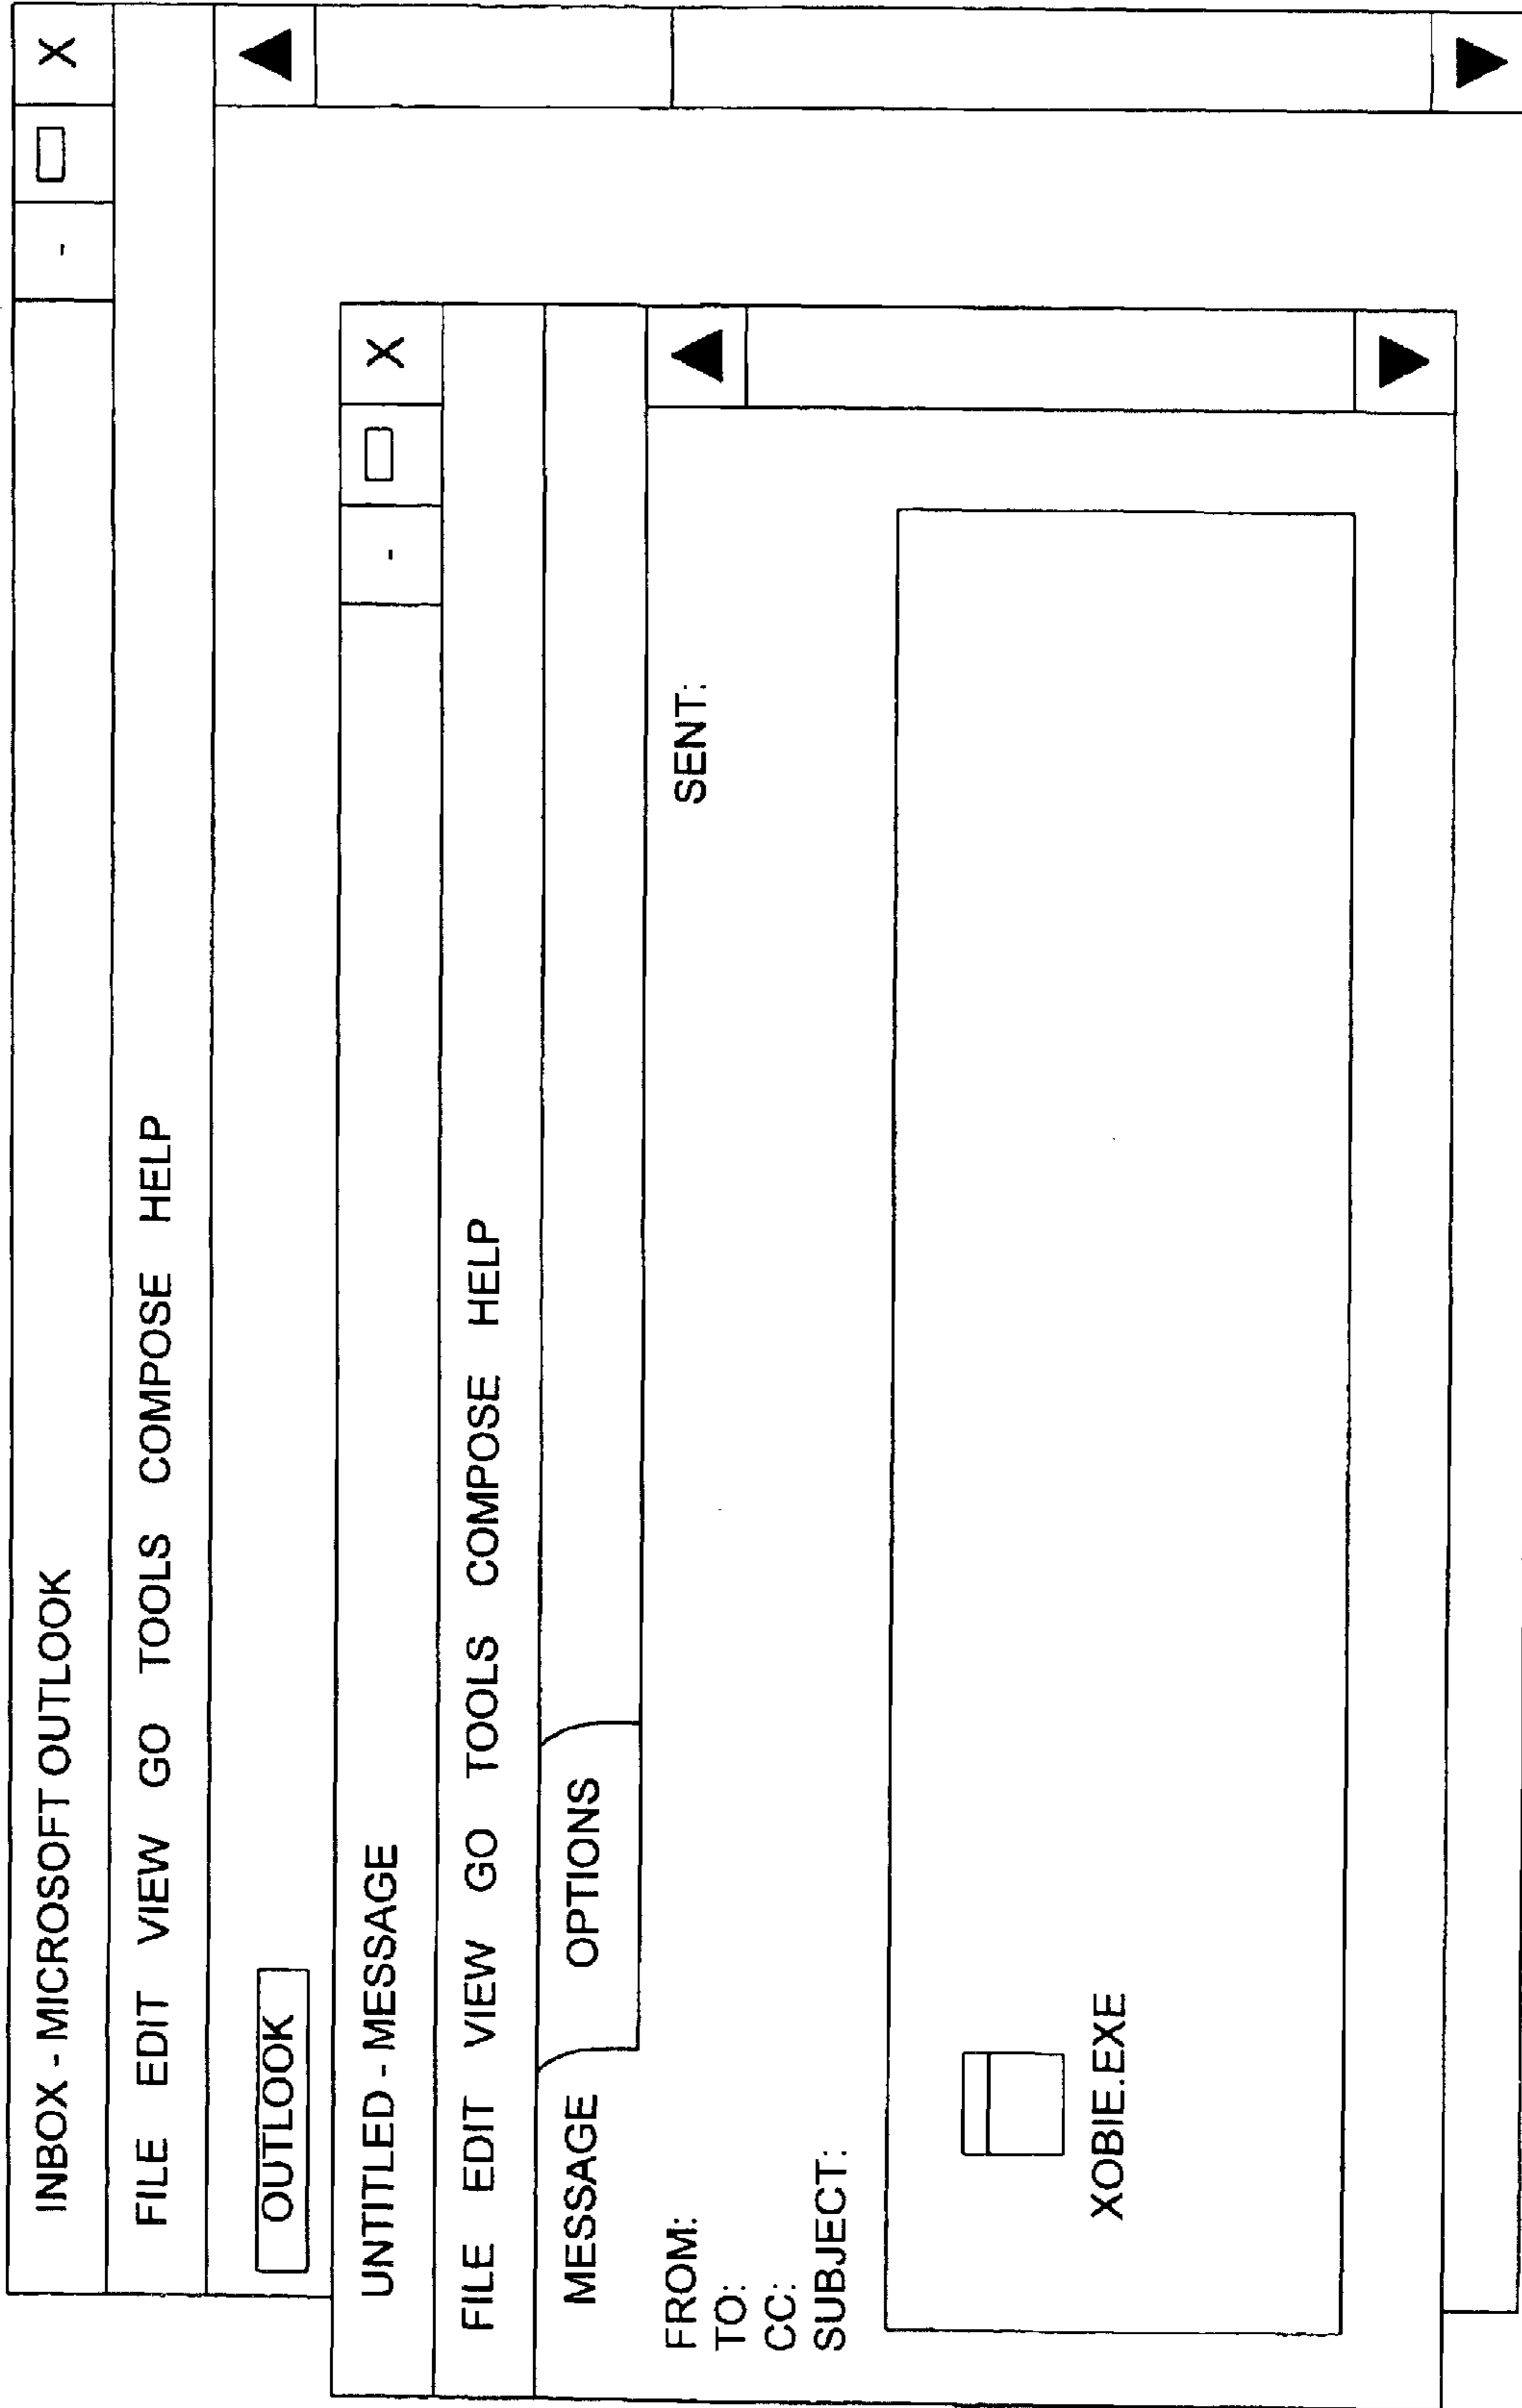 INBOX - MICROSOFT OUTLOOK
- X
FILE EDIT VIEW GO TOOLS COMPOSE HELP
OUTLOOK
UNTITLED - MESSAGE
- X
FILE EDIT VIEW GO TOOLS COMPOSE HELP
MESSAGE OPTIONS
FROM: SENT:
TO:
CC:
SUBJECT:
XOBIE.EXE